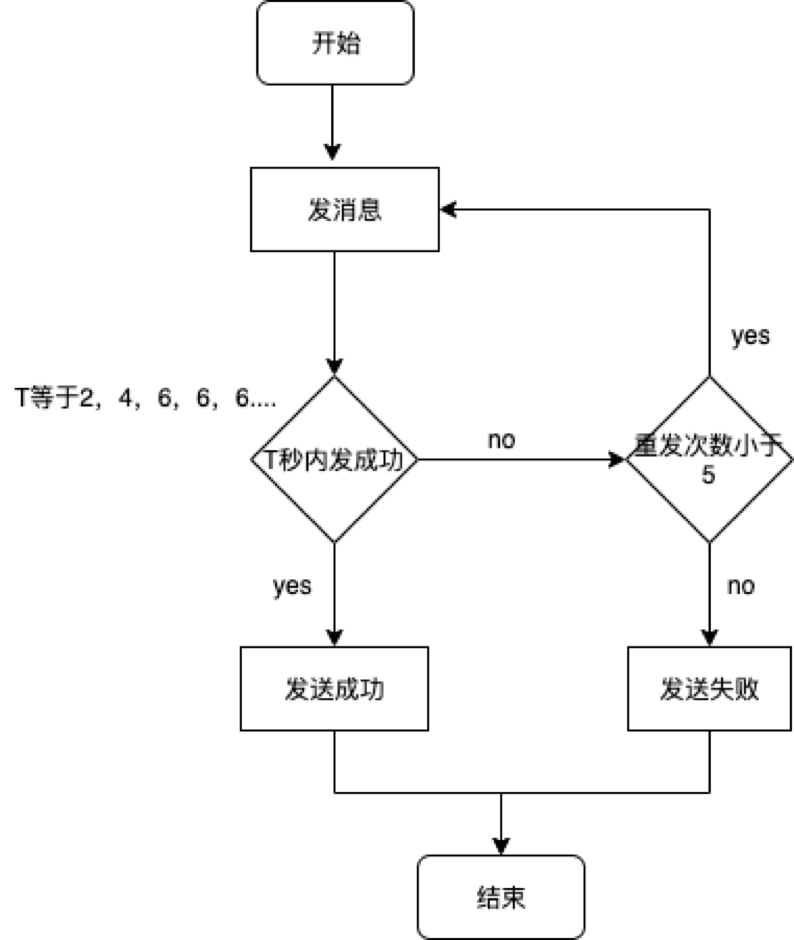 开始
发消息
yes
T等于2，4，6，6，6....
T秒内发成功
no
重发次数小于
5
yes
no
发送成功
发送失败
结束